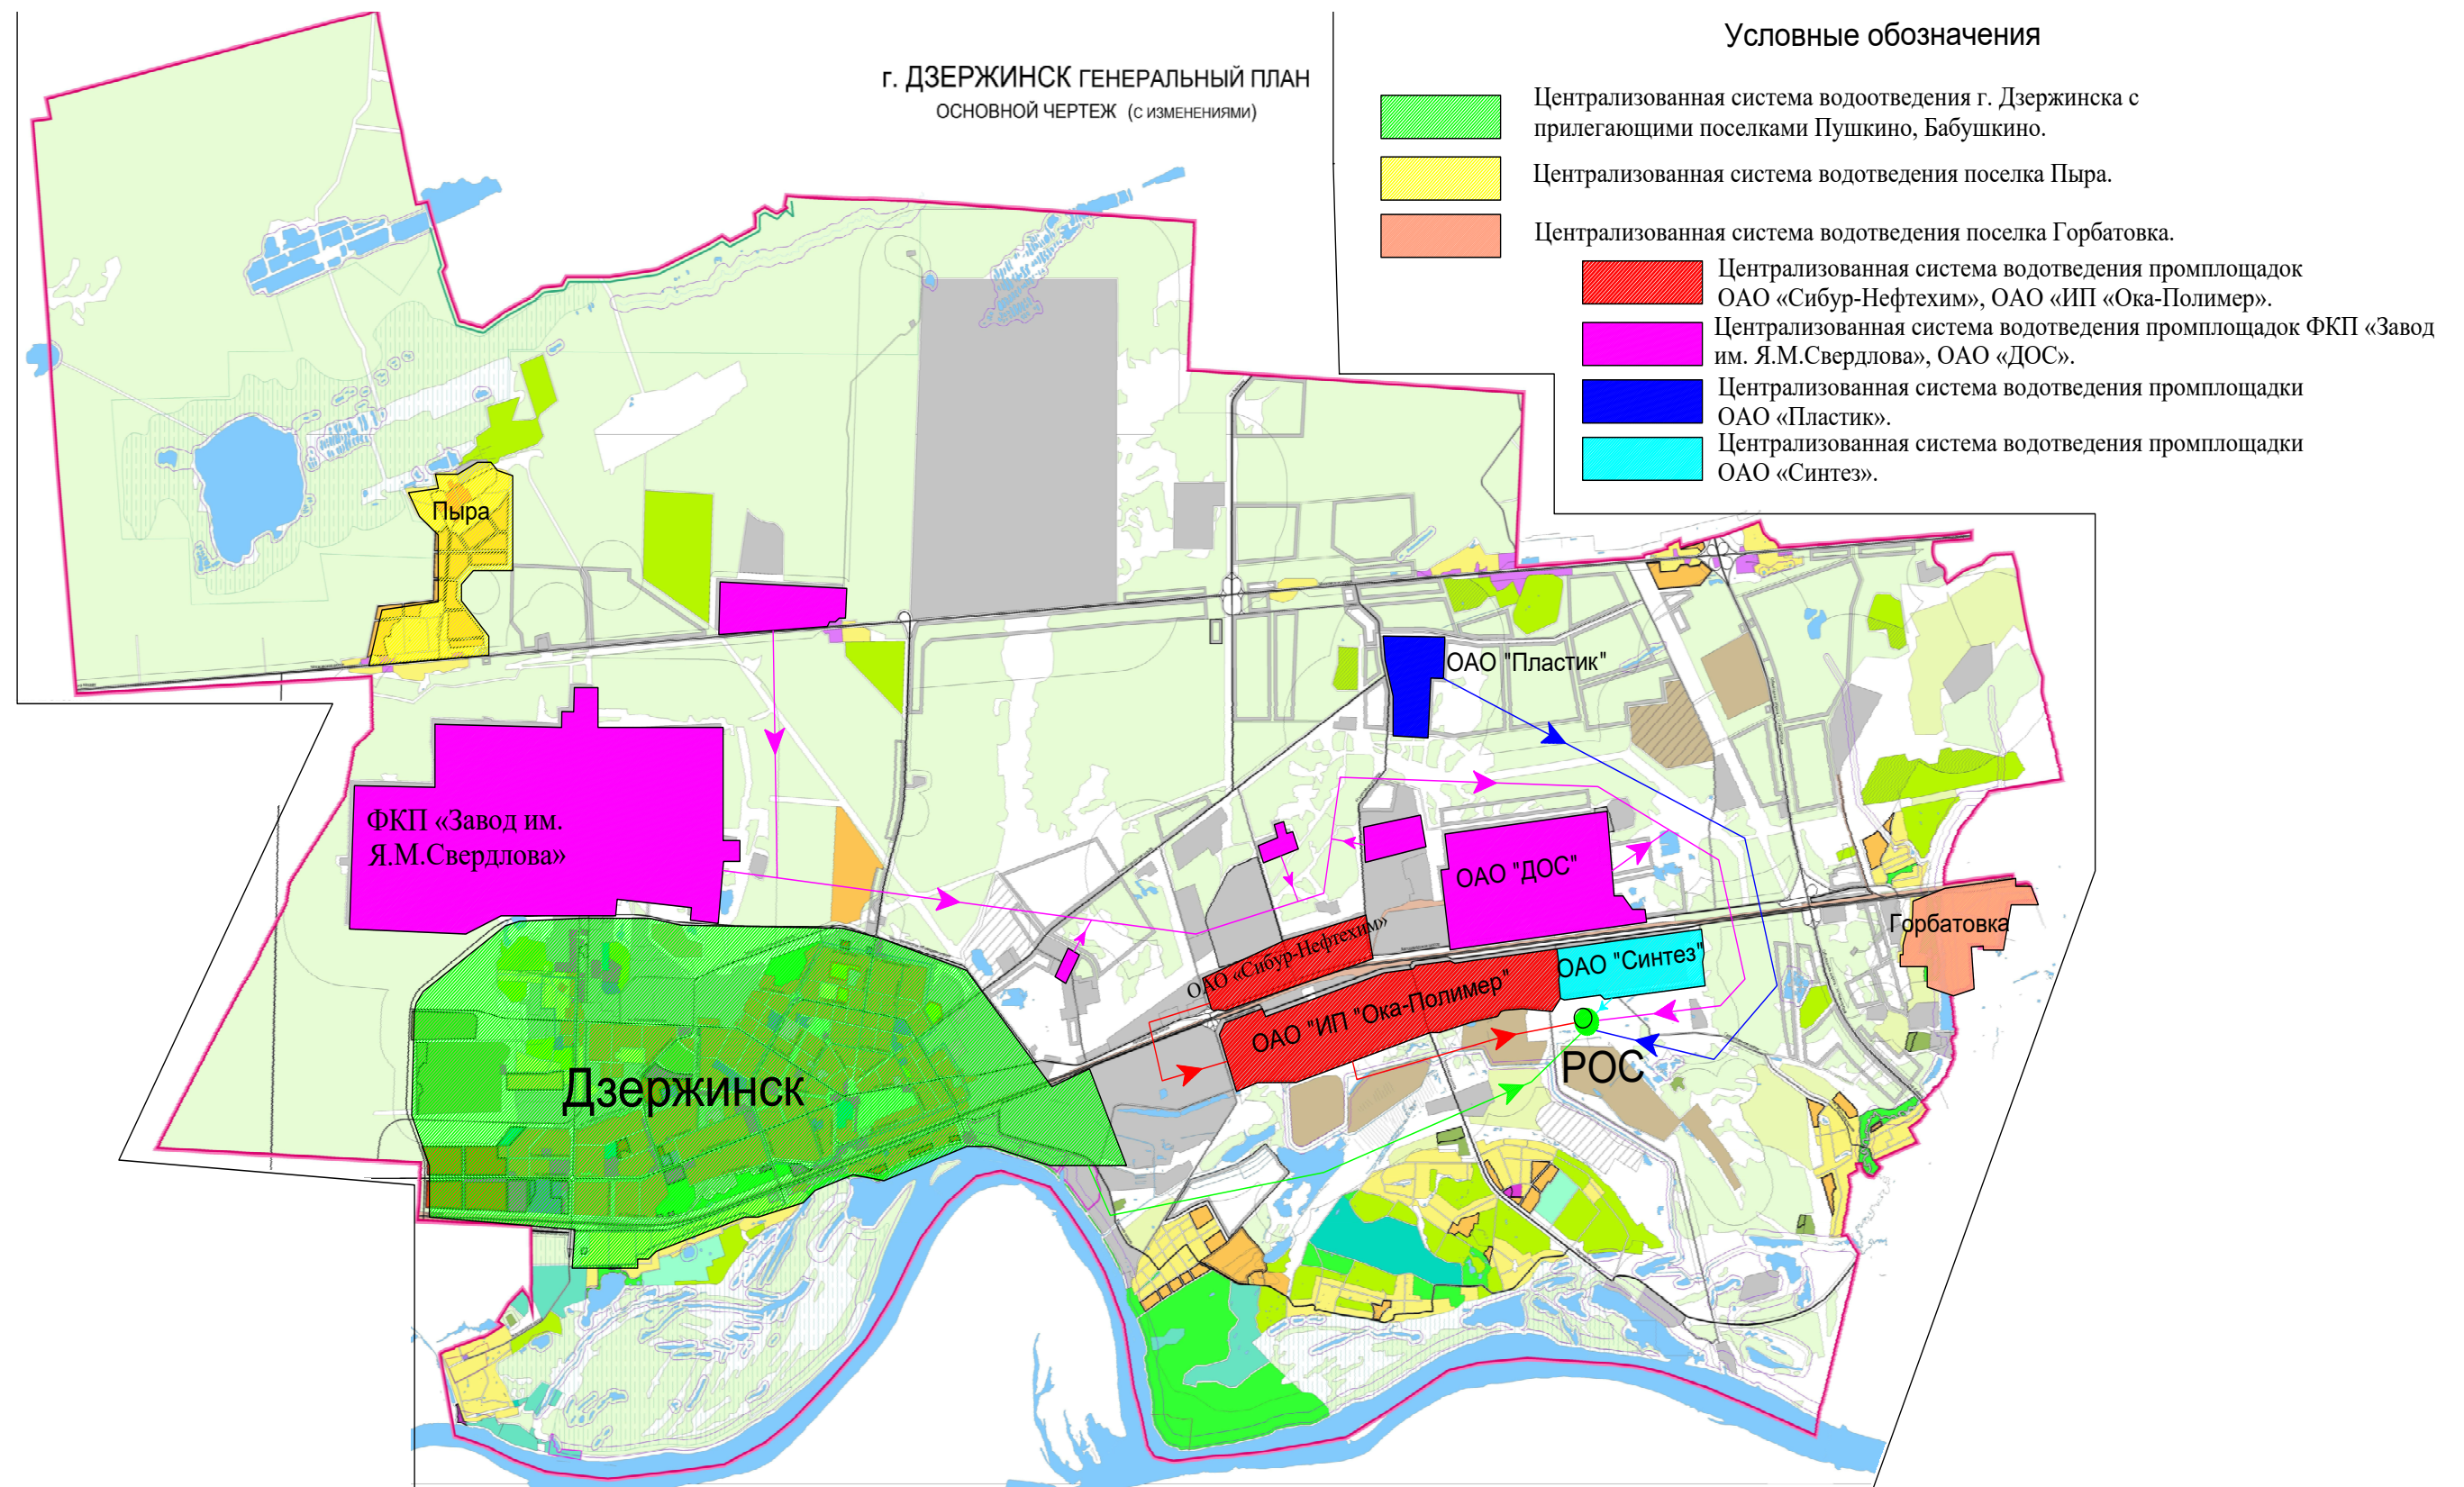 Условные обозначения
г. ДЗЕРЖИНСК ГЕНЕРАЛЬНЫЙ ПЛАН
ОСНОВНОЙ ЧЕРТЕЖ (С ИЗМЕНЕНИЯМИ)
Централизованная система водоотведения г. Дзержинска с
прилегающими поселками Пушкино, Бабушкино.
Централизованная система водотведения поселка Пыра.
Централизованная система водотведения поселка Горбатовка.
Централизованная система водотведения промплощадок
ОАО «Сибур-Нефтехим», ОАО «ИП «Ока-Полимер».
Централизованная система водотведения промплощадок ФКП «Завод
им. Я.М.Свердлова», ОАО «ДОС».
Централизованная система водотведения промплощадки
ОАО «Пластик».
Централизованная система водотведения промплощадки
ОАО «Синтез».
Пыра
ОАО "Пластик"
ФКП «Завод им.
Я.М.Свердлова»
ОАО "ДОС"
Горбатовка
ОАО «Сибур-Нефтехим»
ОАО "Синтез"
ОАО "ИП "Ока-Полимер"
РОС
Дзержинск